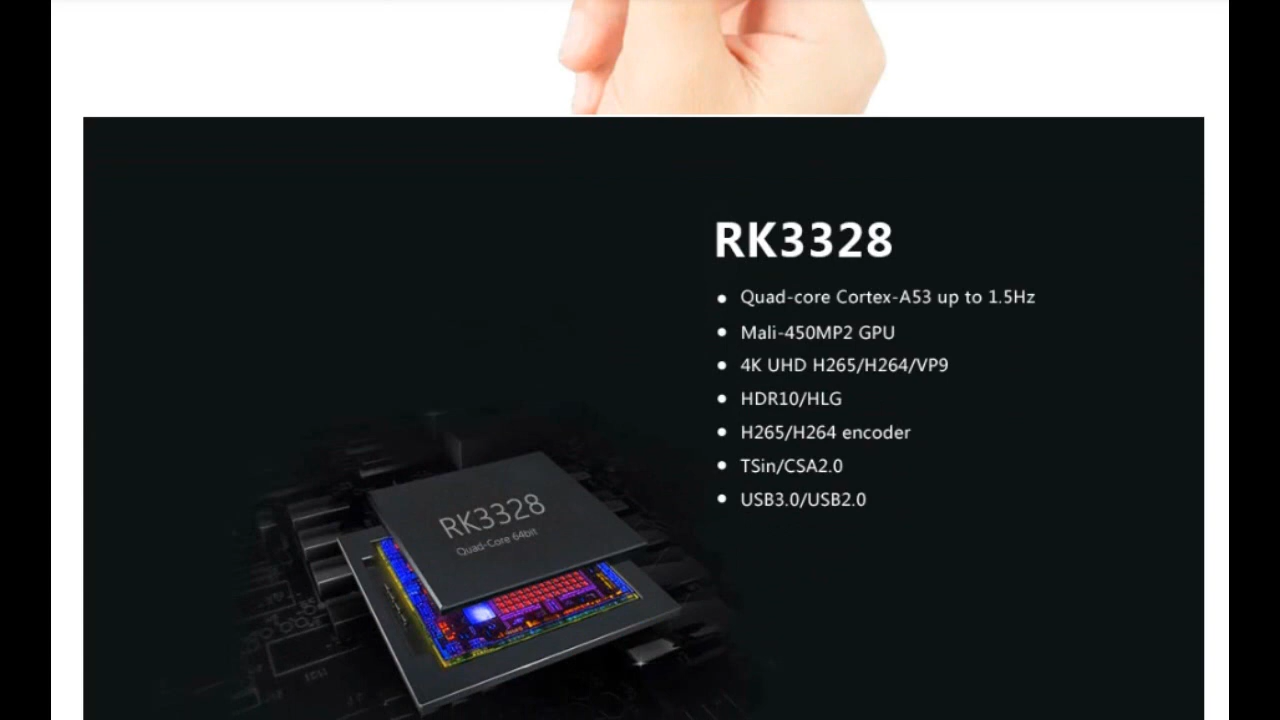 RK3328
Quad-core Cortex-A53 up to 1.5Hz
Mali-450MP2 GPU
4K UHD H265/H264/VP9
HDR10/HLG
H265/H264 encoder
TSin/CSA2.0
USB3.0/USB2.0
RK3328
Quad-Core 64bit